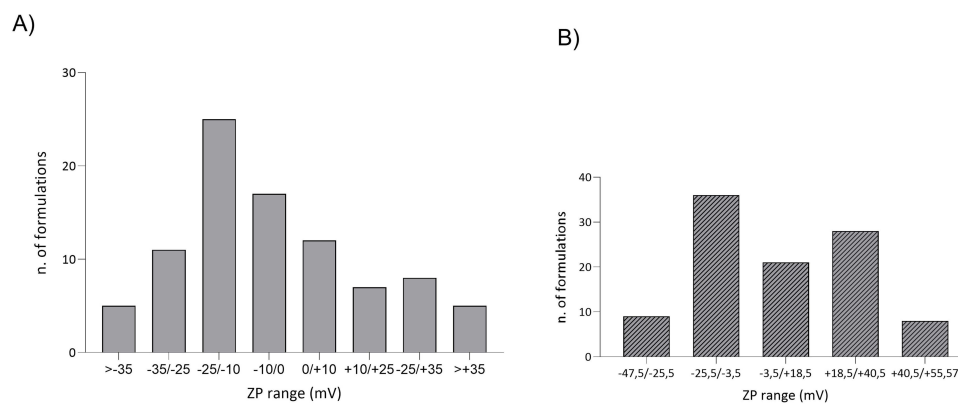 A)
30
20
10
0
n. of formulations
>-35 -35/-25 -25/-10 -10/0 0/+10 +10/+25 -25/+35 >+35
ZP range (mV)
B)
40
30
20
10
0
n. of formulations
-47,5/-25,5 -25,5/-3,5 -3,5/+18,5 +18,5/+40,5 +40,5/+55,57
ZP range (mV)